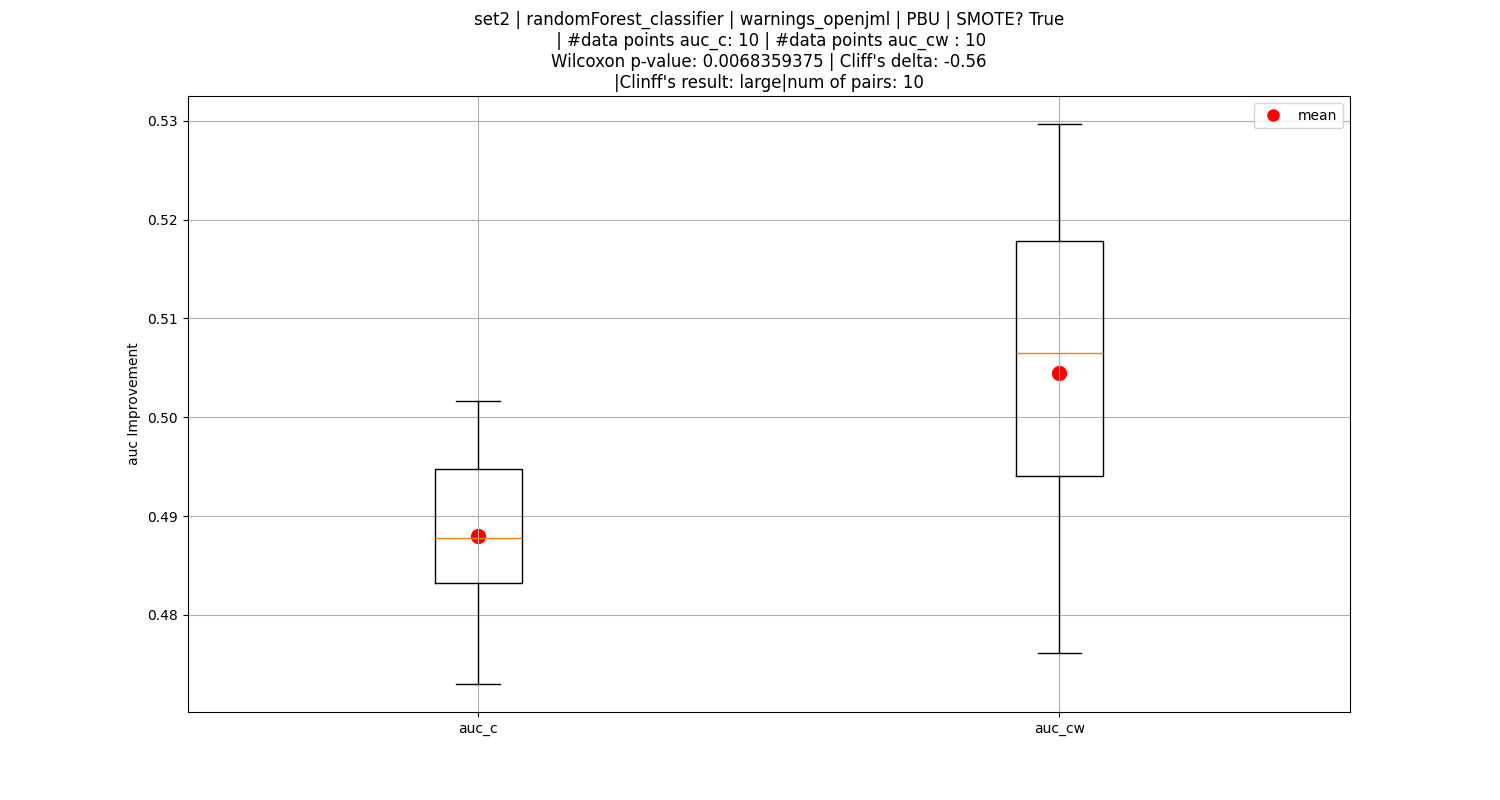 set2 | randomForest_classifier | warnings_openjml | PBU | SMOTE? True
| #data points auc_c: 10 | #data points auc_cw : 10
Wilcoxon p-value: 0.0068359375 | Cliff's delta: -0.56
|Clinff's result: large|num of pairs: 10
mean
0.53
0.52
0.51
0.50
0.49
0.48
auc Improvement
auc_c
auc_cw